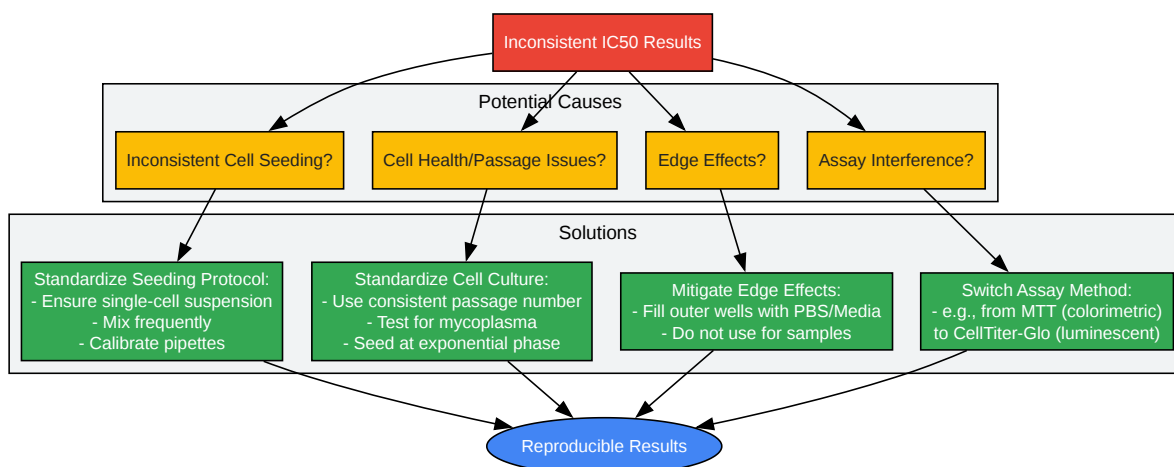 Inconsistent IC50 Results
Potential Causes
Inconsistent Cell Seeding?
Cell Health/Passage Issues?
Edge Effects?
Assay Interference?
Solutions
Standardize Seeding Protocol:
- Ensure single-cell suspension
- Mix frequently
- Calibrate pipettes
Standardize Cell Culture:
- Use consistent passage number
- Test for mycoplasma
- Seed at exponential phase
Mitigate Edge Effects:
- Fill outer wells with PBS/Media
- Do not use for samples
Switch Assay Method:
- e.g., from MTT (colorimetric)
to CellTiter-Glo (luminescent)
Reproducible Results